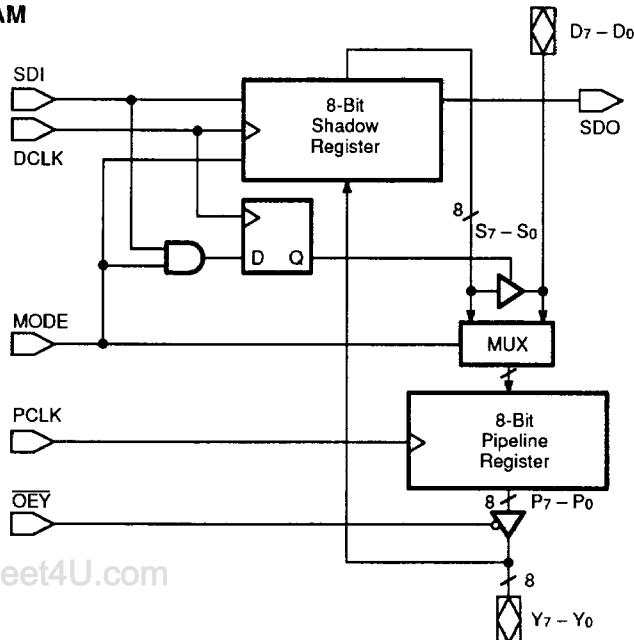 AM
D7 – D0
SDI
8-Bit
Shadow
Register
SDO
DCLK
8
S7 – S0
D Q
MODE
MUX
PCLK
8-Bit
Pipeline
Register
8 P7 – P0
OEY
8
eet4U.com
Y7 – Y0